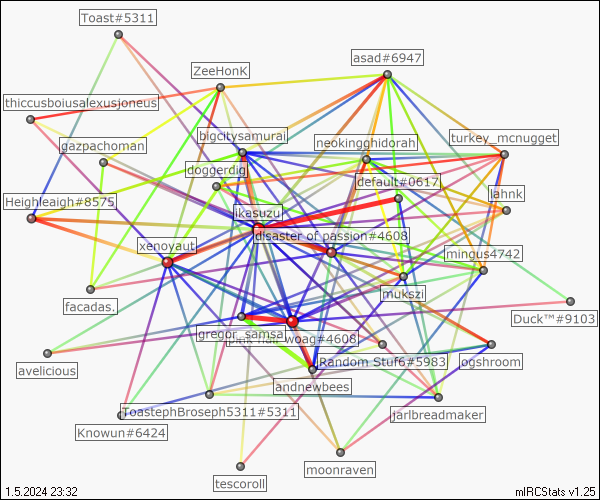 Toast#5311
asad#6947
ZeeHonK
thiccusboiusalexusjoneus
bigcitysamurai
neokingghidorah
turkey_mcnugget
gazpachoman
doggerdig
default#0617
lahnk
Heighleaigh#8575
ikasuzu
disaster of passion#4608
xenoyaut
mingus4742
mukszi
facadas.
Duck™#9103
gregor_samsa
woag#4608
Random Stuf6#5983
ogshroom
avelicious
andnewbees
ToastephBroseph5311#5311
jarlbreadmaker
Knowun#6424
moonraven
tescoroll
1.5.2024 23:32
mIRCStats v1.25